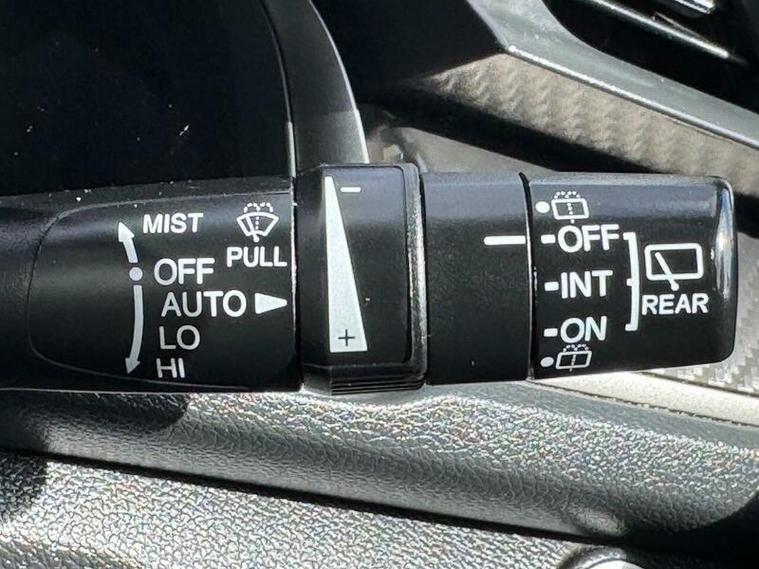 MIST
PULL
OFF
AUTO
LO
HI
-
+
-OFF
-INT
-ON
REAR